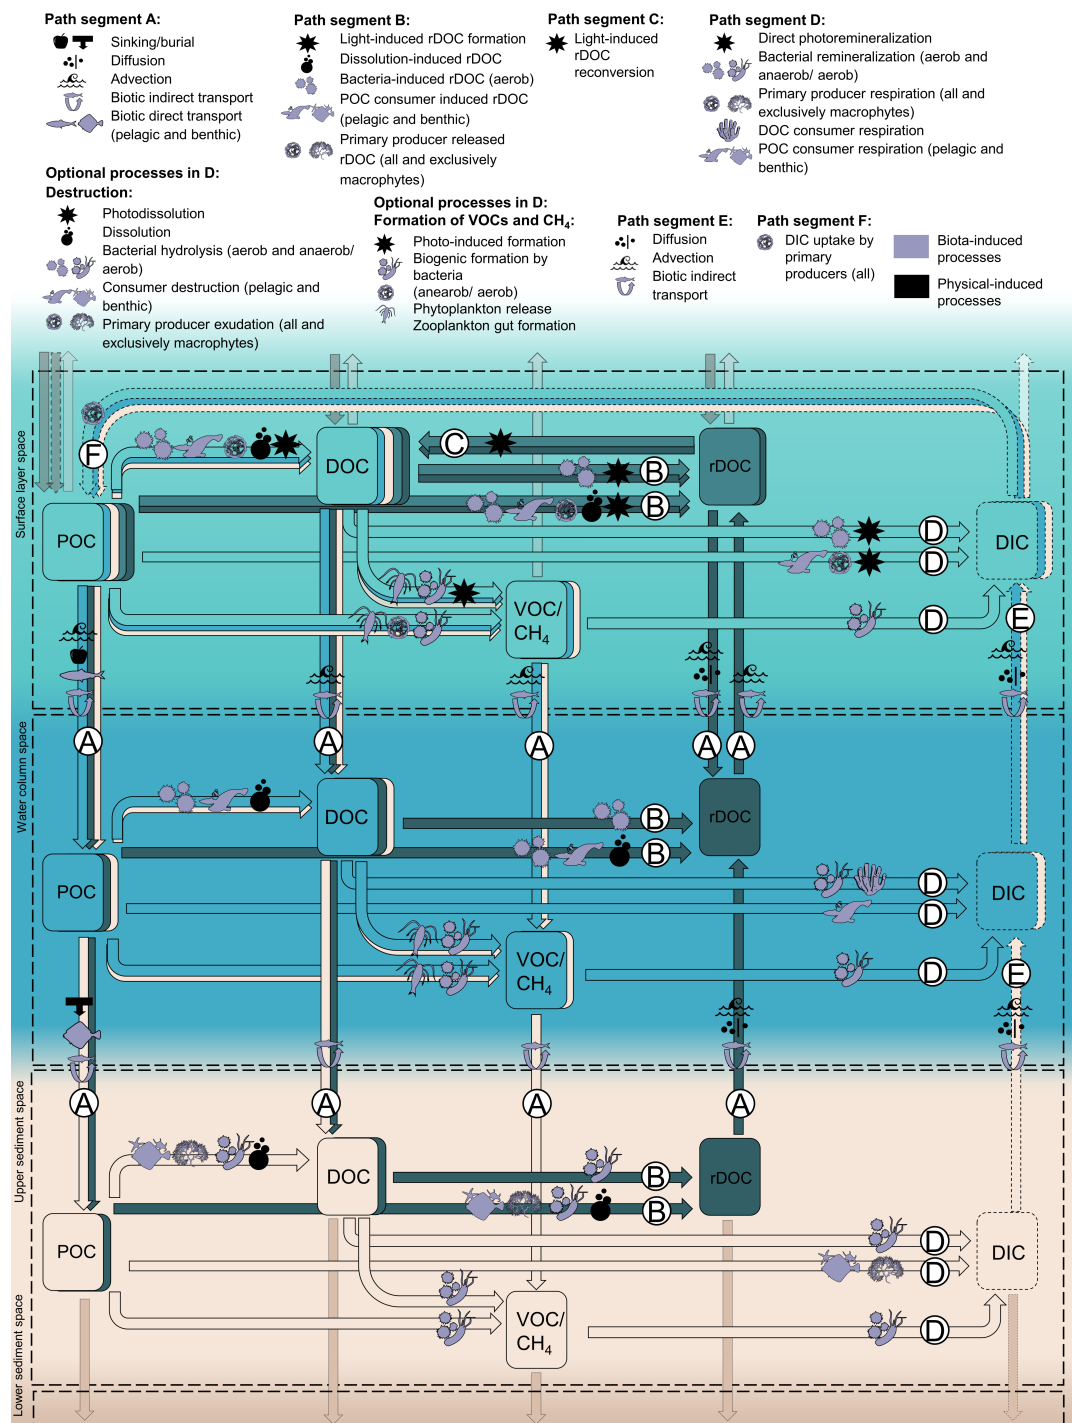 Path segment A:
Sinking/burial
Diffusion
Advection
Biotic indirect transport
Biotic direct transport
(pelagic and benthic)
Path segment B:
Light-induced rDOC formation
Dissolution-induced rDOC
Bacteria-induced rDOC (aerob)
POC consumer induced rDOC
(pelagic and benthic)
Primary producer released
rDOC (all and exclusively
macrophytes)
Path segment C:
Light-induced
rDOC
reconversion
Path segment D:
Direct photoremineralization
Bacterial remineralization (aerob and
anaerob/ aerob)
Primary producer respiration (all and
exclusively macrophytes)
DOC consumer respiration
POC consumer respiration (pelagic and
benthic)
Optional processes in D:
Destruction:
Photodissolution
Dissolution
Bacterial hydrolysis (aerob and anaerob/
aerob)
Consumer destruction (pelagic and
benthic)
Primary producer exudation (all and
exclusively macrophytes)
Optional processes in D:
Formation of VOCs and CH4:
Photo-induced formation
Biogenic formation by
bacteria
(anearob/ aerob)
Phytoplankton release
Zooplankton gut formation
Path segment E:
Diffusion
Advection
Biotic indirect
transport
Path segment F:
DIC uptake by
primary
producers (all)
Biota-induced
processes
Physical-induced
processes
Surface layer space
F
C
DOC
rDOC
B
B
POC
D
DIC
D
VOC/
CH4
D
E
A
A
A
A
A
Water column space
DOC
rDOC
B
B
POC
D
DIC
D
VOC/
CH4
D
E
A
A
A
A
Upper sediment space
DOC
B
rDOC
B
POC
D
DIC
D
VOC/
CH4
D
Lower sediment space